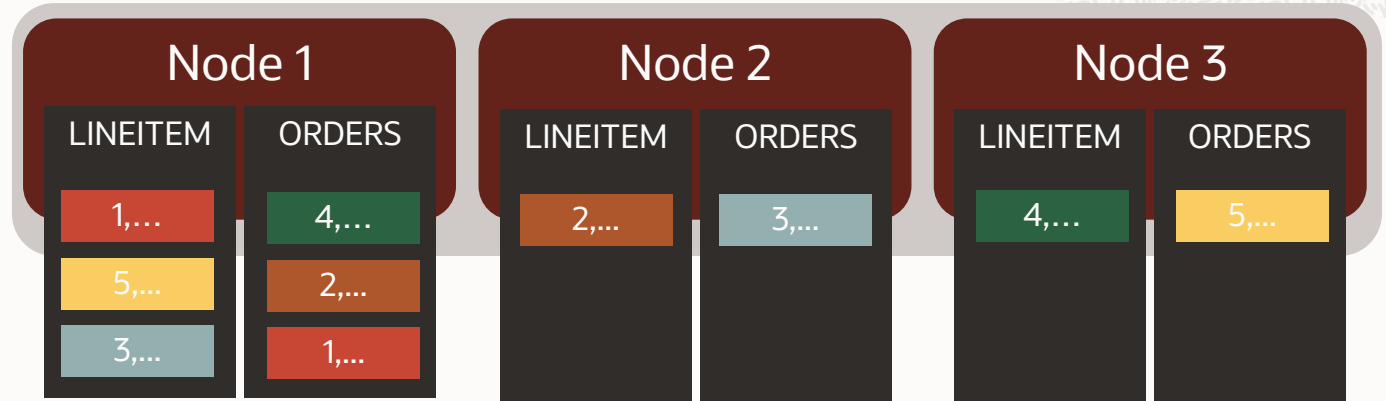 Node 1
LINEITEM ORDERS
1,... 4,...
5,... 2,...
3,... 1,...
Node 2
LINEITEM ORDERS
2,... 3,...
Node 3
LINEITEM ORDERS
4,... 5,...